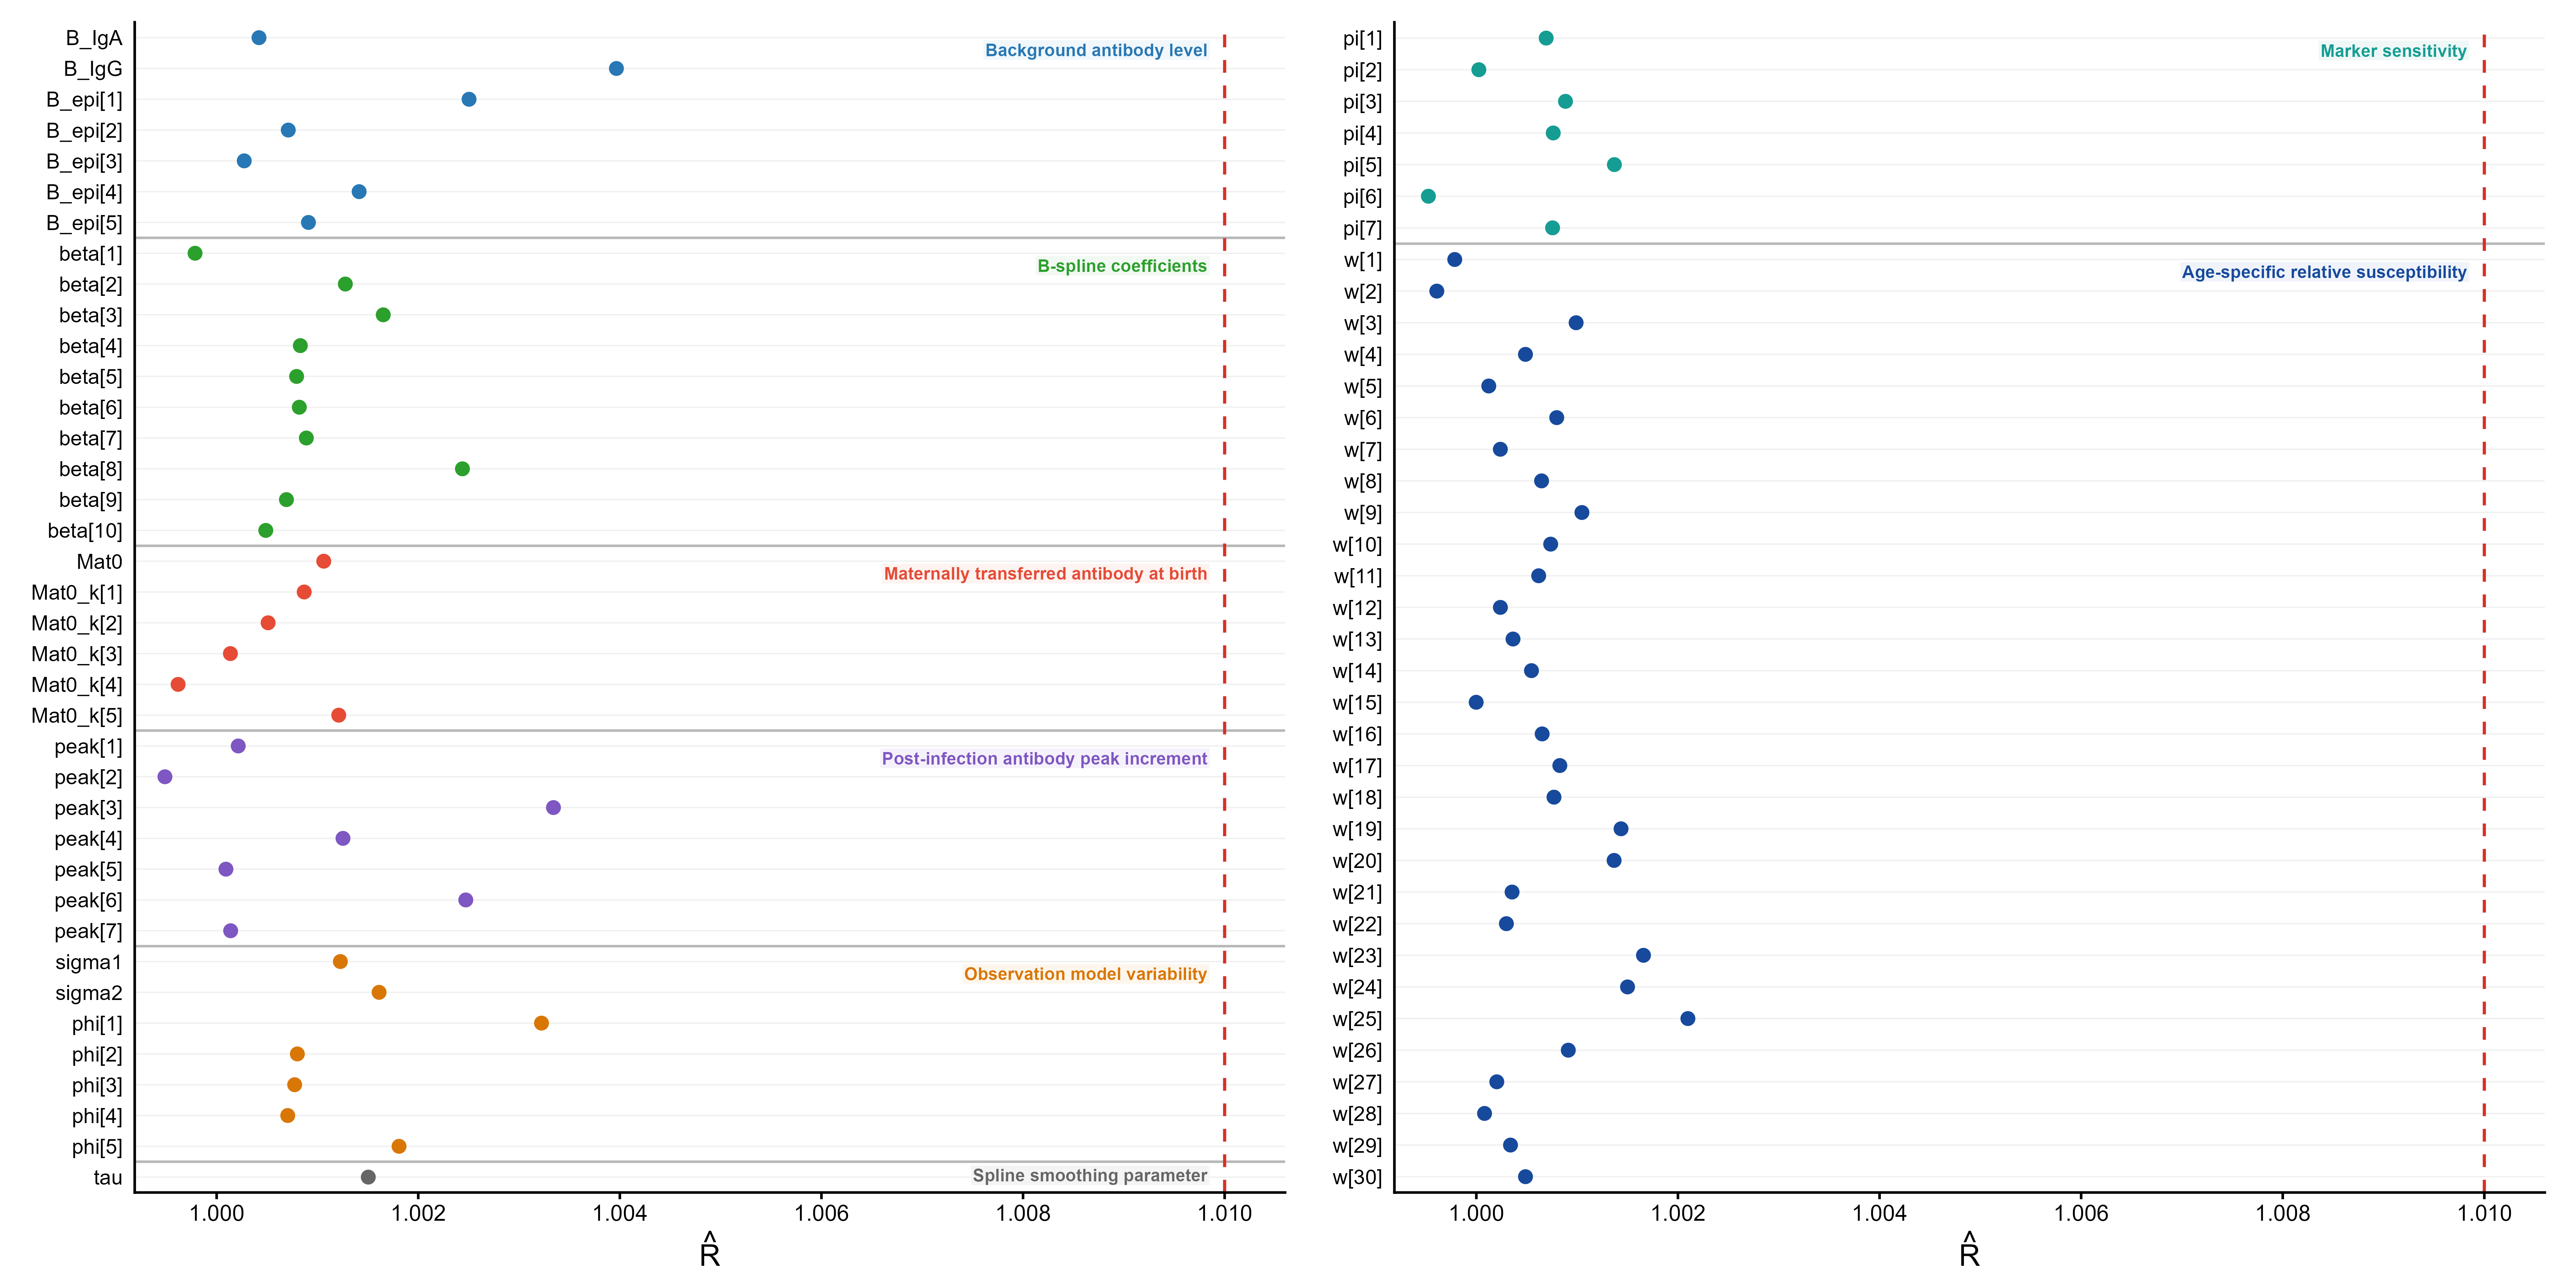 B_IgA
B_IgG
B_epi[1]
B_epi[2]
B_epi[3]
B_epi[4]
B_epi[5]
Background antibody level
beta[1]
beta[2]
beta[3]
beta[4]
beta[5]
beta[6]
beta[7]
beta[8]
beta[9]
beta[10]
B-spline coefficients
Mat0
Mat0_k[1]
Mat0_k[2]
Mat0_k[3]
Mat0_k[4]
Mat0_k[5]
Maternally transferred antibody at birth
peak[1]
peak[2]
peak[3]
peak[4]
peak[5]
peak[6]
peak[7]
Post-infection antibody peak increment
sigma1
sigma2
phi[1]
phi[2]
phi[3]
phi[4]
phi[5]
Observation model variability
tau
Spline smoothing parameter
1.000 1.002 1.004 1.006 1.008 1.010
R̂
pi[1]
pi[2]
pi[3]
pi[4]
pi[5]
pi[6]
pi[7]
Marker sensitivity
w[1]
w[2]
w[3]
w[4]
w[5]
w[6]
w[7]
w[8]
w[9]
w[10]
w[11]
w[12]
w[13]
w[14]
w[15]
w[16]
w[17]
w[18]
w[19]
w[20]
w[21]
w[22]
w[23]
w[24]
w[25]
w[26]
w[27]
w[28]
w[29]
w[30]
Age-specific relative susceptibility
1.000 1.002 1.004 1.006 1.008 1.010
R̂